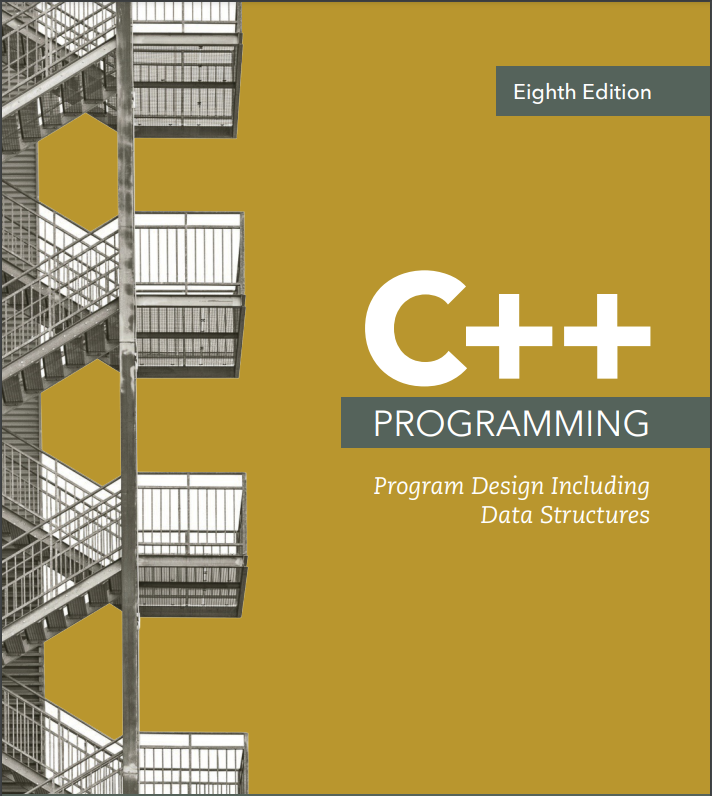 Eighth Edition
C++
PROGRAMMING
Program Design Including
Data Structures